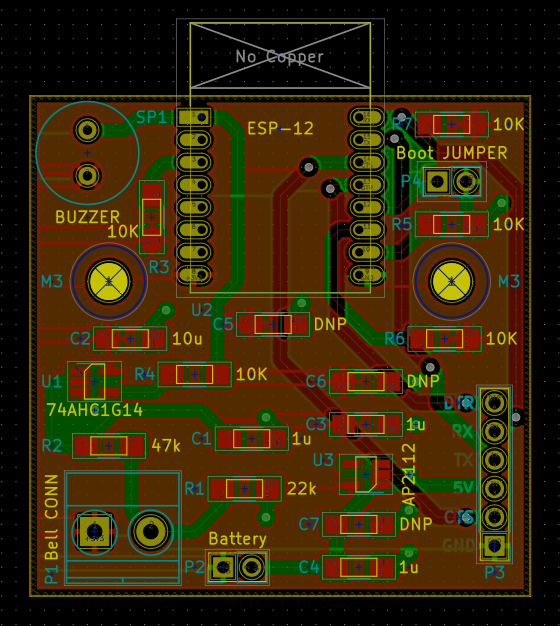 No Copper
SP1
ESP-12
R7
10K
Boot JUMPER
P4
BUZZER
10K
R5
10K
R3
M3
M3
U2
C2
10u
C5
DNP
R6
10K
U1
R4
10K
C6
DNP
74AHC1G14
DTR
C3
1u
RX
R2
47k
C1
1u
U3
AP2112
TX
R1
22k
5V
Bell CONN
C7
DNP
CTS
Battery
GND
P1
P2
C4
1u
P3